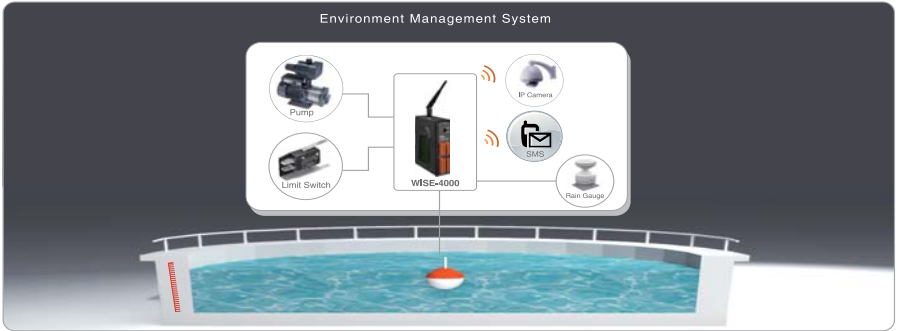 Environment Management System
Pump
IP Camera
SMS
Limit Switch
WISE-4000
Rain Gauge